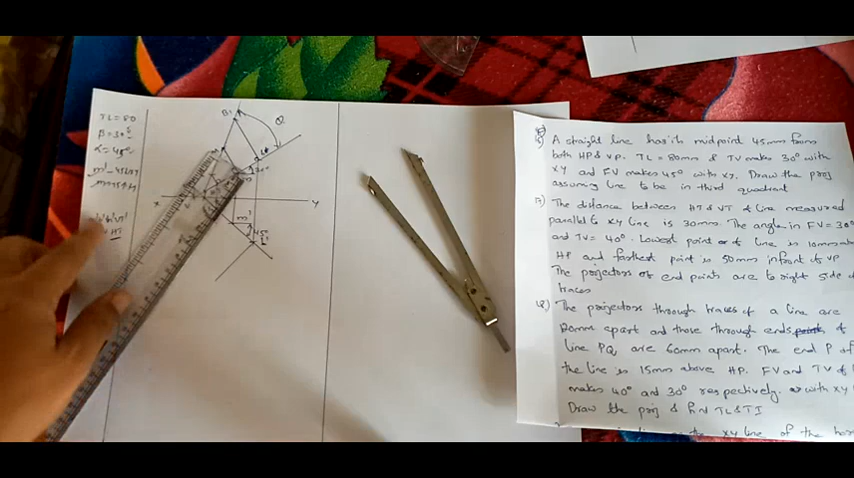 TL = 80
β = 30°
α = 45°
B1
θ
30°
x
y
m'
45°
A straight line has its midpoint 45mm from
both HP & VP. TL = 80mm & TV makes 30° with
XY and FV makes 45° with XY. Draw the proj
assuming line to be in third quadrant
The distance between HT & VT of line measured
parallel to XY line is 30mm. The angle in FV = 30°
and TV = 40°. Lowest point of line is 10mm
HP and farthest point is 50mm infront of VP
The projectors of end points are to right side
traces
18) The projectors through traces of a line are
mm apart and those through ends of
line PQ are 60mm apart. The end P of
the line is 15mm above HP. FV and TV of
makes 40° and 30° respectively. with XY
Draw the proj & find TL & TI
the XY line of the